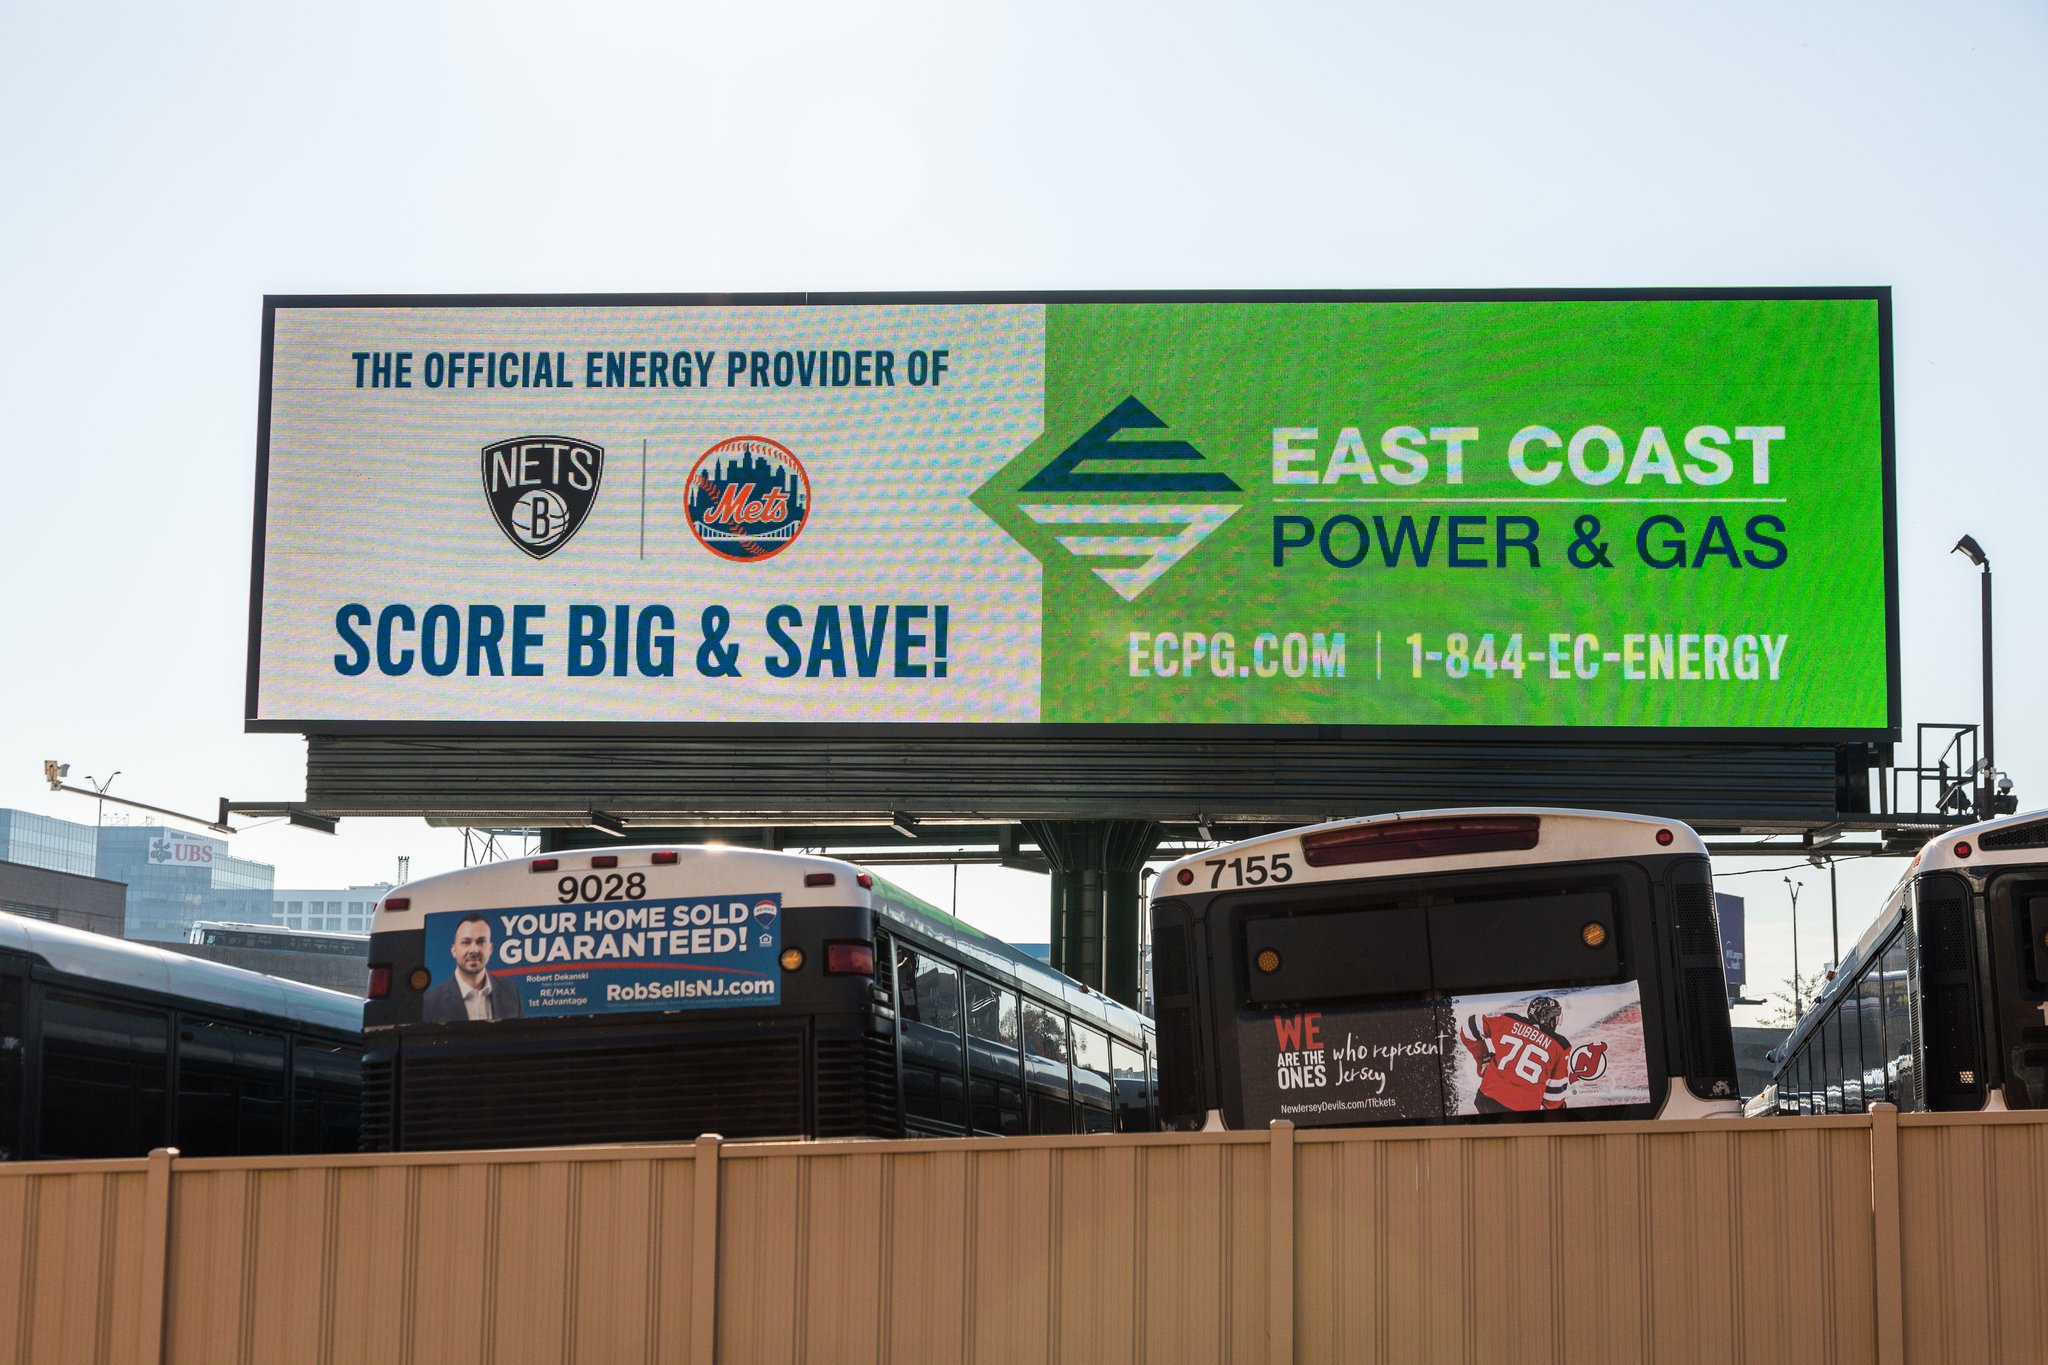 THE OFFICIAL ENERGY PROVIDER OF
NETS
B
Mets
SCORE BIG & SAVE!
EAST COAST
POWER & GAS
ECPG.COM | 1-844-EC-ENERGY
UBS
9028
YOUR HOME SOLD
GUARANTEED!
Robert Dekanski
RE/MAX
1st Advantage
RobSellsNJ.com
7155
WE
ARE THE
ONES
who represent
Jersey
NewJerseyDevils.com/Tickets
SUBBAN
76